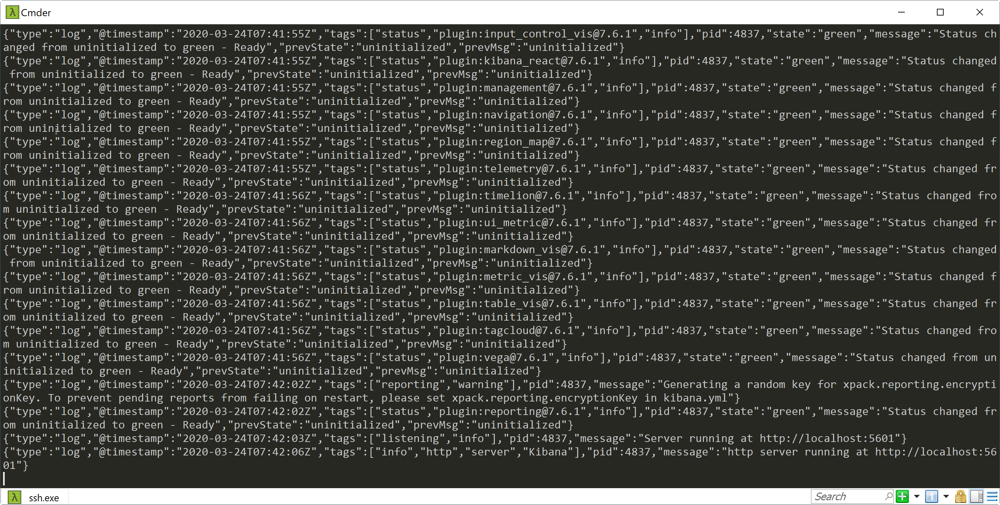 Cmder
{"type":"log","@timestamp":"2020-03-24T07:41:55Z","tags":["status","plugin:input_control_vis@7.6.1","info"],"pid":4837,"state":"green","message":"Status ch
anged from uninitialized to green - Ready","prevState":"uninitialized","prevMsg":"uninitialized"}
{"type":"log","@timestamp":"2020-03-24T07:41:55Z","tags":["status","plugin:kibana_react@7.6.1","info"],"pid":4837,"state":"green","message":"Status changed
 from uninitialized to green - Ready","prevState":"uninitialized","prevMsg":"uninitialized"}
{"type":"log","@timestamp":"2020-03-24T07:41:55Z","tags":["status","plugin:management@7.6.1","info"],"pid":4837,"state":"green","message":"Status changed f
rom uninitialized to green - Ready","prevState":"uninitialized","prevMsg":"uninitialized"}
{"type":"log","@timestamp":"2020-03-24T07:41:55Z","tags":["status","plugin:navigation@7.6.1","info"],"pid":4837,"state":"green","message":"Status changed f
rom uninitialized to green - Ready","prevState":"uninitialized","prevMsg":"uninitialized"}
{"type":"log","@timestamp":"2020-03-24T07:41:55Z","tags":["status","plugin:region_map@7.6.1","info"],"pid":4837,"state":"green","message":"Status changed f
rom uninitialized to green - Ready","prevState":"uninitialized","prevMsg":"uninitialized"}
{"type":"log","@timestamp":"2020-03-24T07:41:55Z","tags":["status","plugin:telemetry@7.6.1","info"],"pid":4837,"state":"green","message":"Status changed fr
om uninitialized to green - Ready","prevState":"uninitialized","prevMsg":"uninitialized"}
{"type":"log","@timestamp":"2020-03-24T07:41:56Z","tags":["status","plugin:timelion@7.6.1","info"],"pid":4837,"state":"green","message":"Status changed fro
m uninitialized to green - Ready","prevState":"uninitialized","prevMsg":"uninitialized"}
{"type":"log","@timestamp":"2020-03-24T07:41:56Z","tags":["status","plugin:ui_metric@7.6.1","info"],"pid":4837,"state":"green","message":"Status changed fr
om uninitialized to green - Ready","prevState":"uninitialized","prevMsg":"uninitialized"}
{"type":"log","@timestamp":"2020-03-24T07:41:56Z","tags":["status","plugin:markdown_vis@7.6.1","info"],"pid":4837,"state":"green","message":"Status changed
 from uninitialized to green - Ready","prevState":"uninitialized","prevMsg":"uninitialized"}
{"type":"log","@timestamp":"2020-03-24T07:41:56Z","tags":["status","plugin:metric_vis@7.6.1","info"],"pid":4837,"state":"green","message":"Status changed f
rom uninitialized to green - Ready","prevState":"uninitialized","prevMsg":"uninitialized"}
{"type":"log","@timestamp":"2020-03-24T07:41:56Z","tags":["status","plugin:table_vis@7.6.1","info"],"pid":4837,"state":"green","message":"Status changed fr
om uninitialized to green - Ready","prevState":"uninitialized","prevMsg":"uninitialized"}
{"type":"log","@timestamp":"2020-03-24T07:41:56Z","tags":["status","plugin:tagcloud@7.6.1","info"],"pid":4837,"state":"green","message":"Status changed fro
m uninitialized to green - Ready","prevState":"uninitialized","prevMsg":"uninitialized"}
{"type":"log","@timestamp":"2020-03-24T07:41:56Z","tags":["status","plugin:vega@7.6.1","info"],"pid":4837,"state":"green","message":"Status changed from un
initialized to green - Ready","prevState":"uninitialized","prevMsg":"uninitialized"}
{"type":"log","@timestamp":"2020-03-24T07:42:02Z","tags":["reporting","warning"],"pid":4837,"message":"Generating a random key for xpack.reporting.encrypti
onKey. To prevent pending reports from failing on restart, please set xpack.reporting.encryptionKey in kibana.yml"}
{"type":"log","@timestamp":"2020-03-24T07:42:02Z","tags":["status","plugin:reporting@7.6.1","info"],"pid":4837,"state":"green","message":"Status changed fr
om uninitialized to green - Ready","prevState":"uninitialized","prevMsg":"uninitialized"}
{"type":"log","@timestamp":"2020-03-24T07:42:03Z","tags":["listening","info"],"pid":4837,"message":"Server running at http://localhost:5601"}
{"type":"log","@timestamp":"2020-03-24T07:42:06Z","tags":["info","http","server","Kibana"],"pid":4837,"message":"http server running at http://localhost:56
01"}
ssh.exe
Search
1